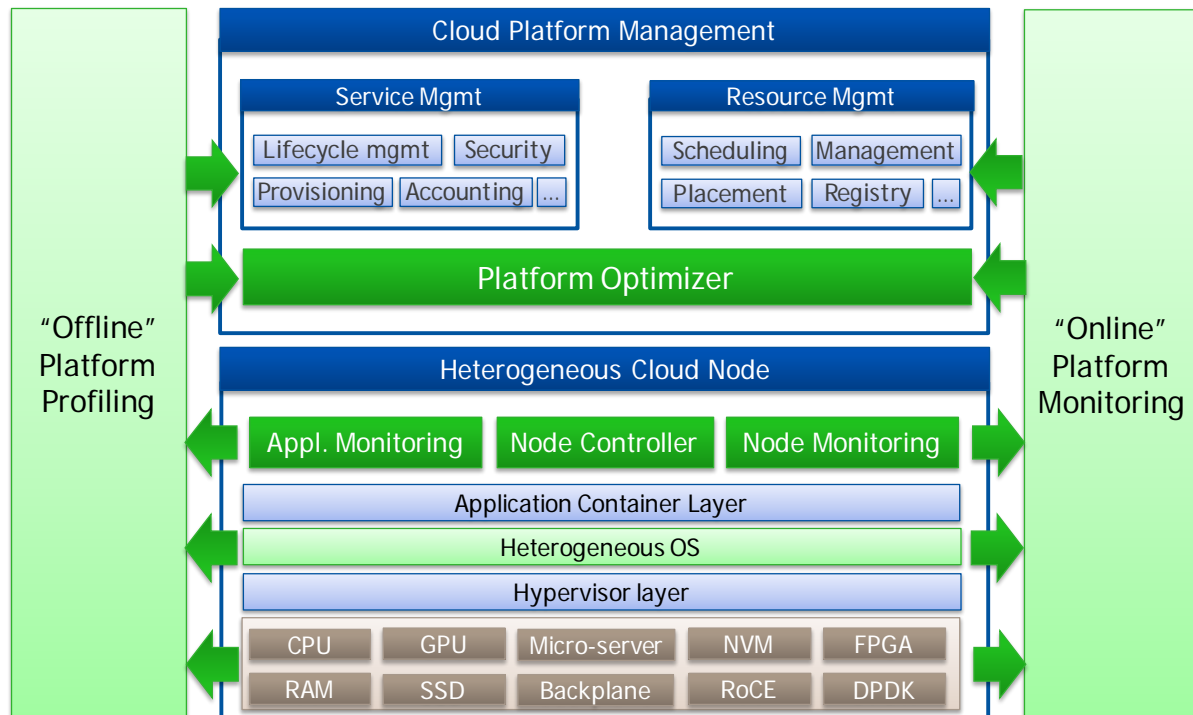 Cloud Platform Management
Service Mgmt
Lifecycle mgmt Security
Provisioning Accounting ...
Resource Mgmt
Scheduling Management
Placement Registry ...
Platform Optimizer
“Offline”
Platform
Profiling
“Online”
Platform
Monitoring
Heterogeneous Cloud Node
Appl. Monitoring Node Controller Node Monitoring
Application Container Layer
Heterogeneous OS
Hypervisor layer
CPU GPU Micro-server NVM FPGA
RAM SSD Backplane RoCE DPDK